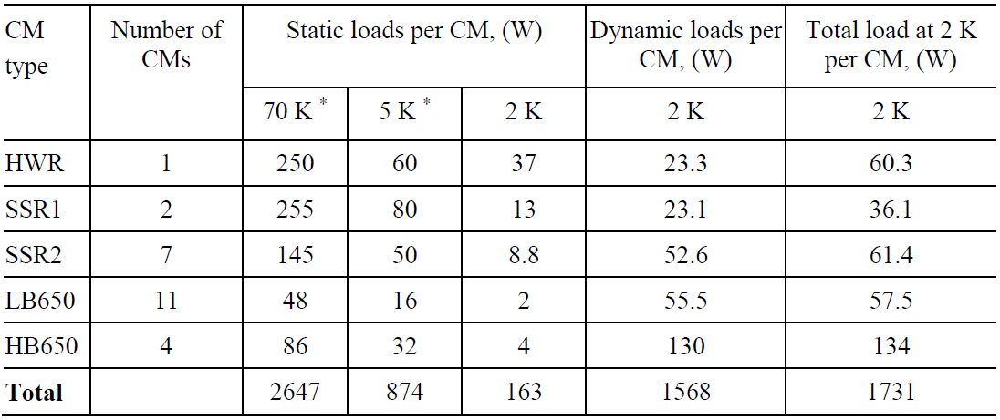 CM type Number of CMs Static loads per CM, (W) Dynamic loads per CM, (W) Total load at 2 K per CM, (W)
70 K * 5 K * 2 K 2 K 2 K
HWR 1 250 60 37 23.3 60.3
SSR1 2 255 80 13 23.1 36.1
SSR2 7 145 50 8.8 52.6 61.4
LB650 11 48 16 2 55.5 57.5
HB650 4 86 32 4 130 134
Total 2647 874 163 1568 1731